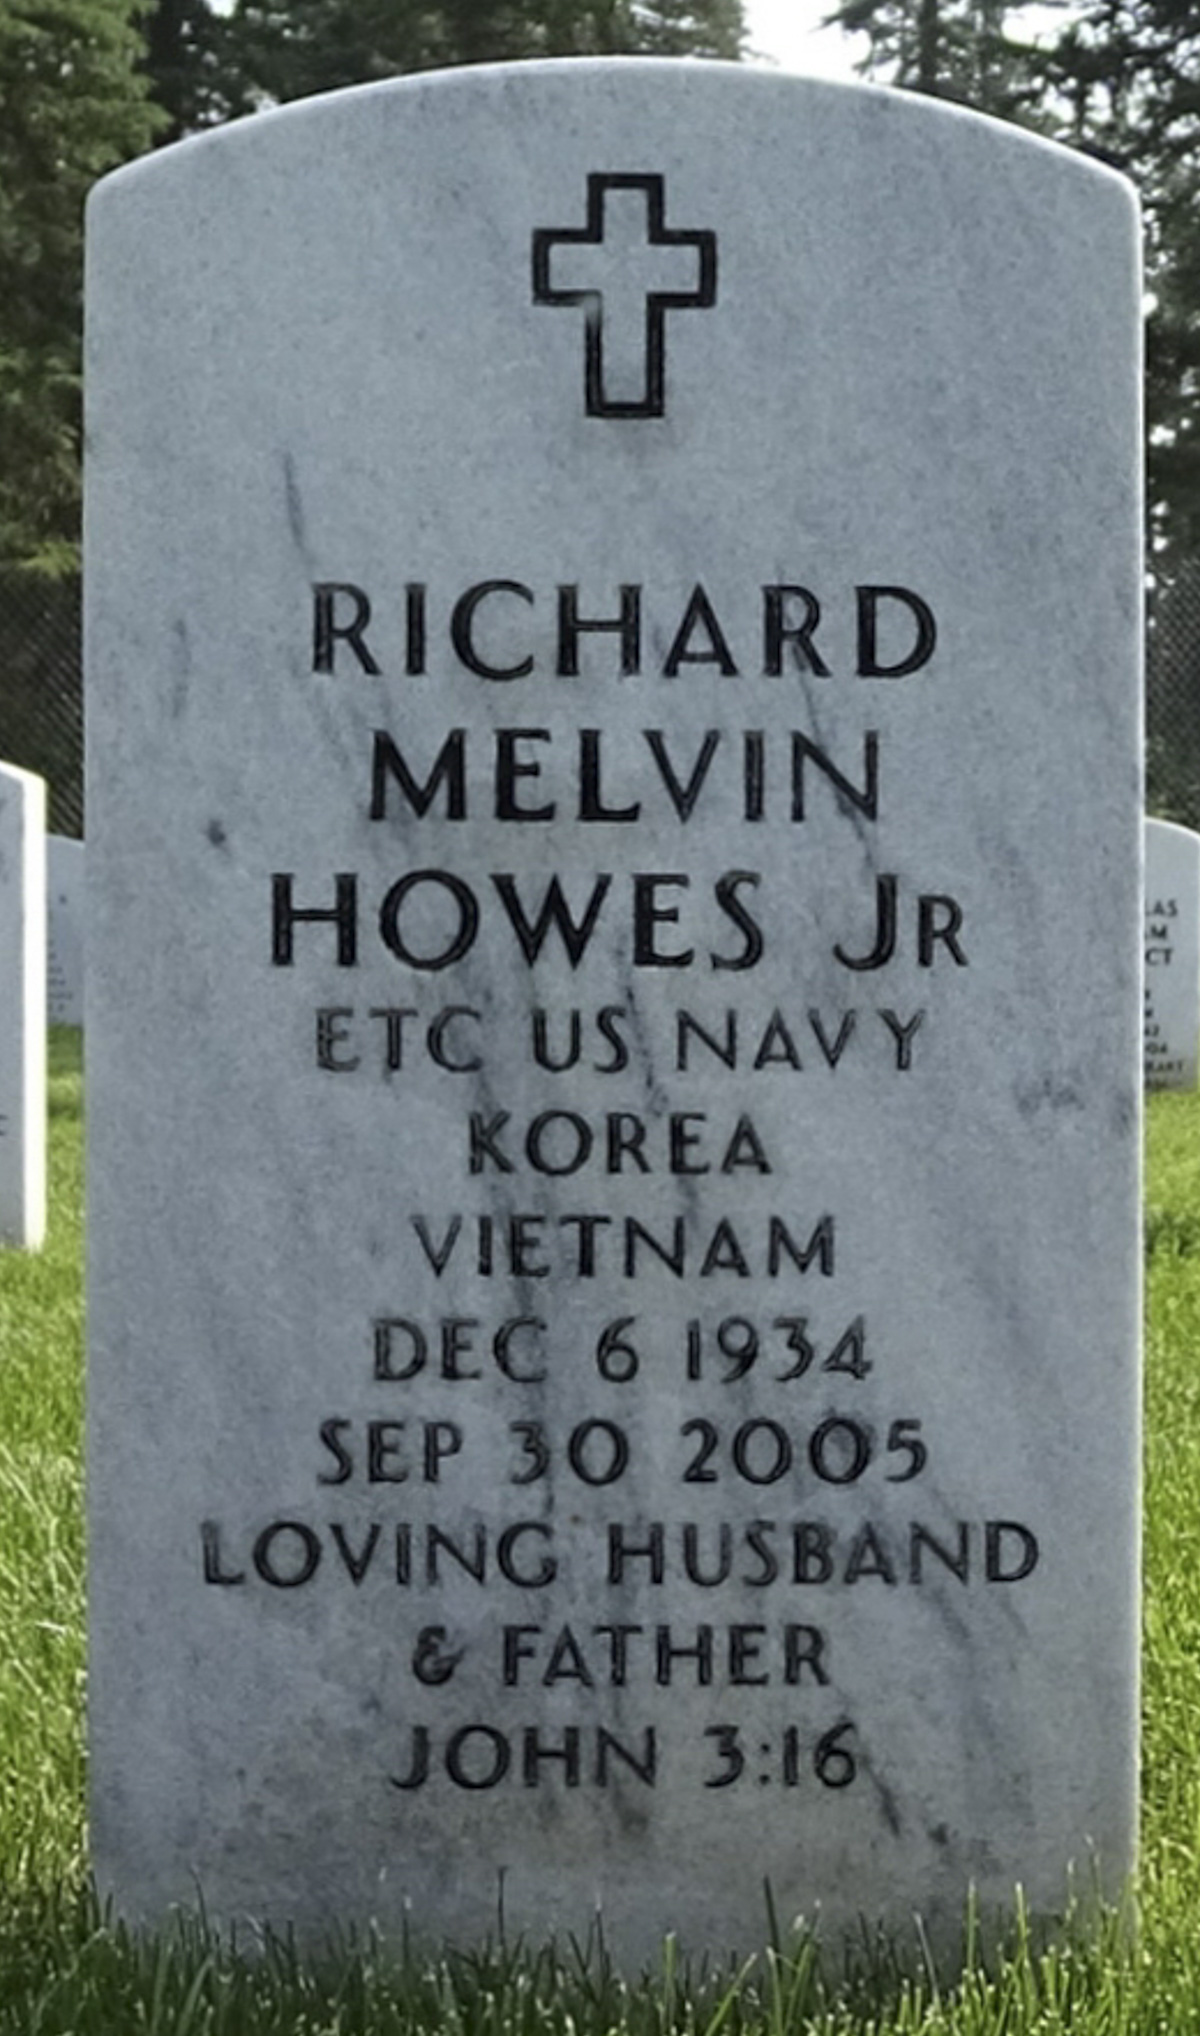 RICHARD
MELVIN
HOWES JR
ETC US NAVY
KOREA
VIETNAM
DEC 6 1934
SEP 30 2005
LOVING HUSBAND
& FATHER
JOHN 3:16